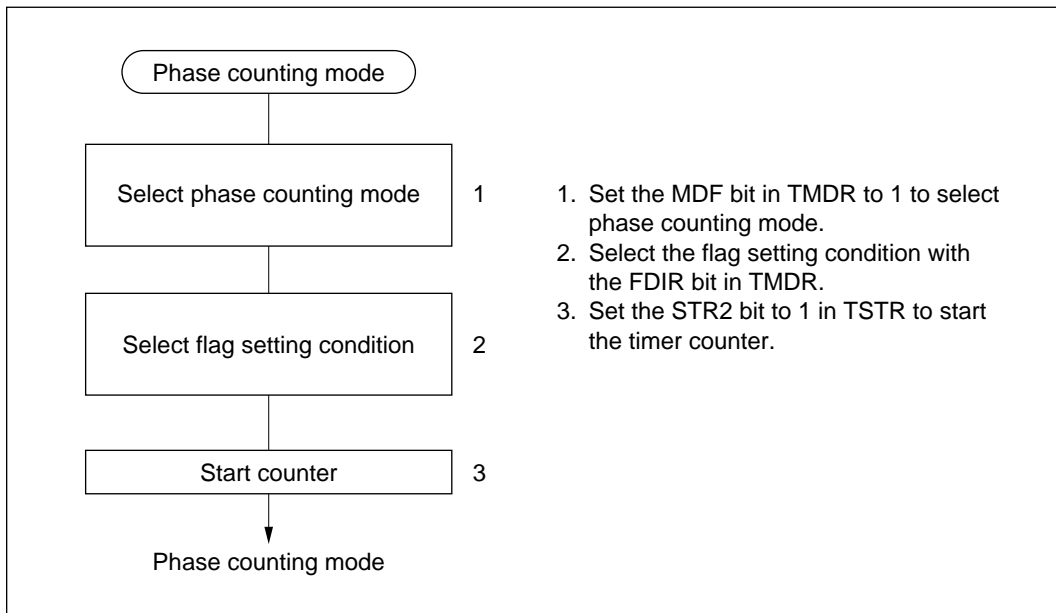 Phase counting mode
Select phase counting mode 1
Select flag setting condition 2
Start counter 3
Phase counting mode
1. Set the MDF bit in TMDR to 1 to select
phase counting mode.
2. Select the flag setting condition with
the FDIR bit in TMDR.
3. Set the STR2 bit to 1 in TSTR to start
the timer counter.